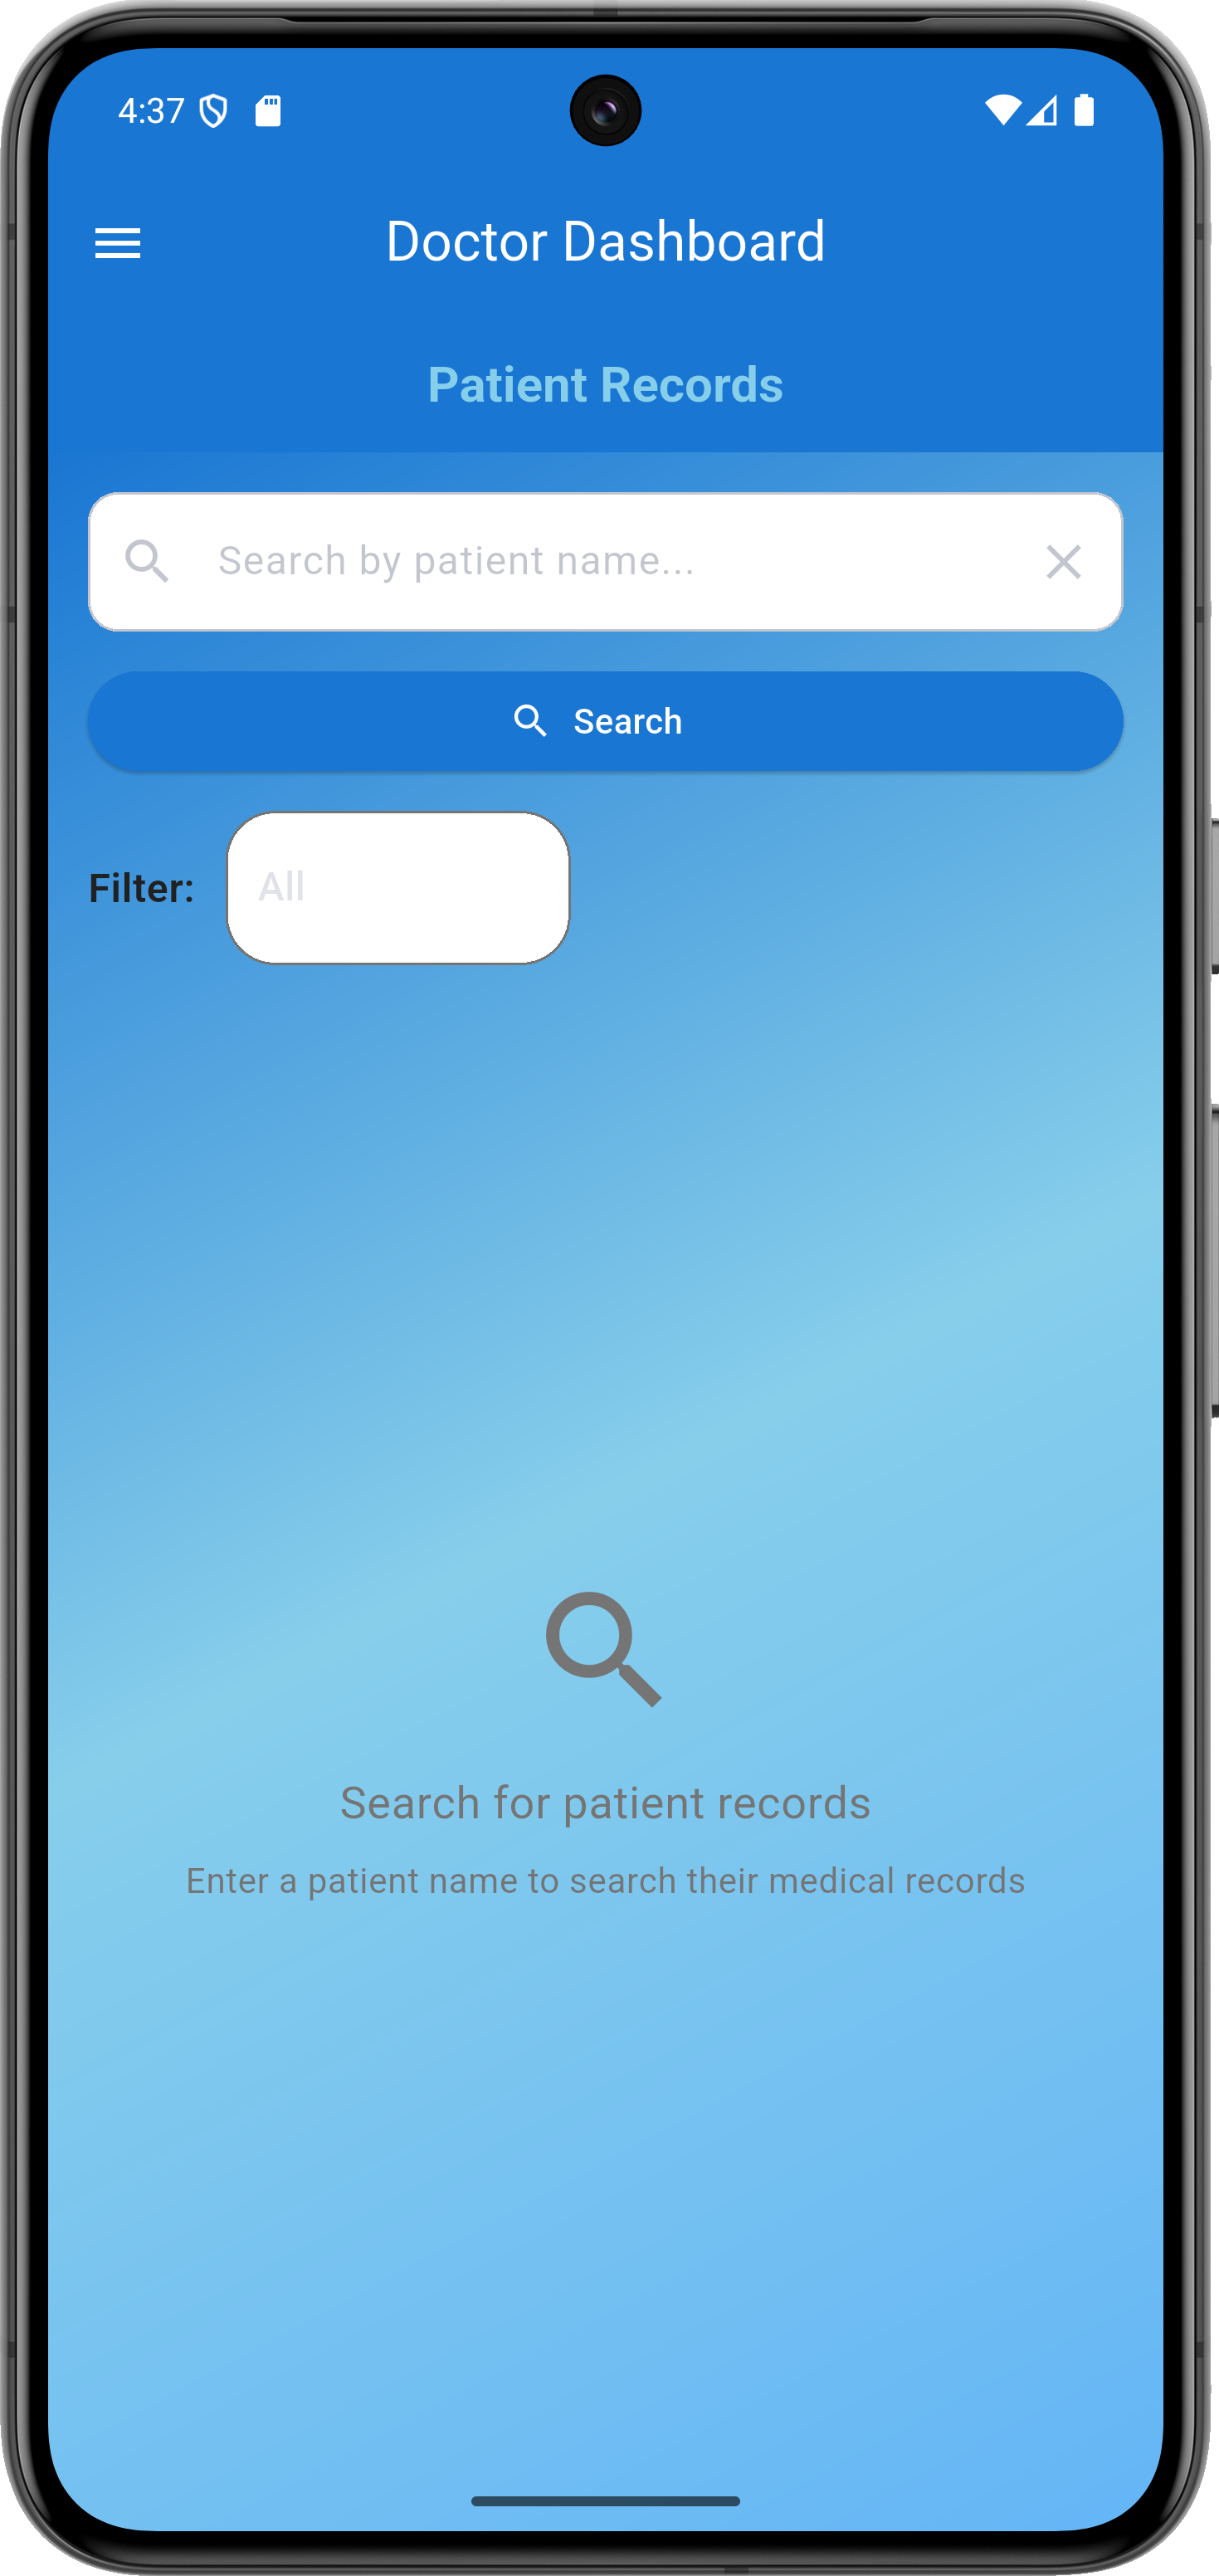 4:37
Doctor Dashboard
Patient Records
Search by patient name...
Search
Filter:
All
Search for patient records
Enter a patient name to search their medical records